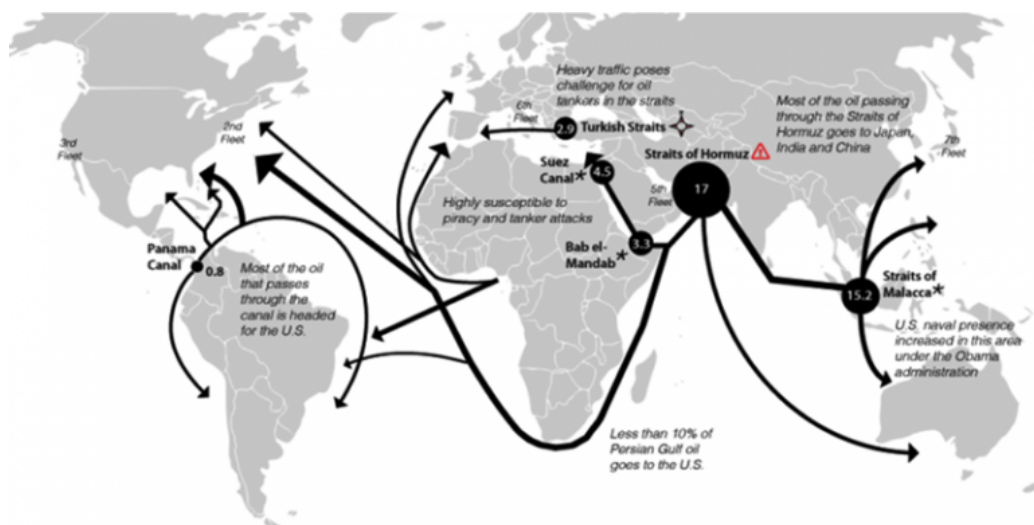 Heavy traffic poses
challenge for oil
tankers in the straits
6th
Fleet
2.9 Turkish Straits
Most of the oil passing
through the Straits of
Hormuz goes to Japan,
India and China
3rd
Fleet
2nd
Fleet
7th
Fleet
Suez
Canal*
4.5
Straits of Hormuz
17
5th
Fleet
Highly susceptible to
piracy and tanker attacks
Bab el-
Mandab*
3.3
Panama
Canal
0.8
Most of the oil
that passes
through the
canal is headed
for the U.S.
Straits of
Malacca*
15.2
U.S. naval presence
increased in this area
under the Obama
administration
Less than 10% of
Persian Gulf oil
goes to the U.S.